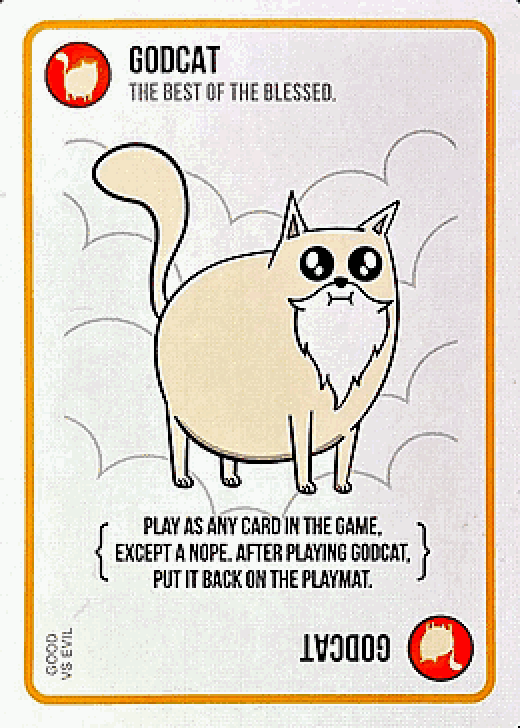 GODCAT
THE BEST OF THE BLESSED.
PLAY AS ANY CARD IN THE GAME,
EXCEPT A NOPE. AFTER PLAYING GODCAT,
PUT IT BACK ON THE PLAYMAT.
GOOD
VS EVIL
GODCAT